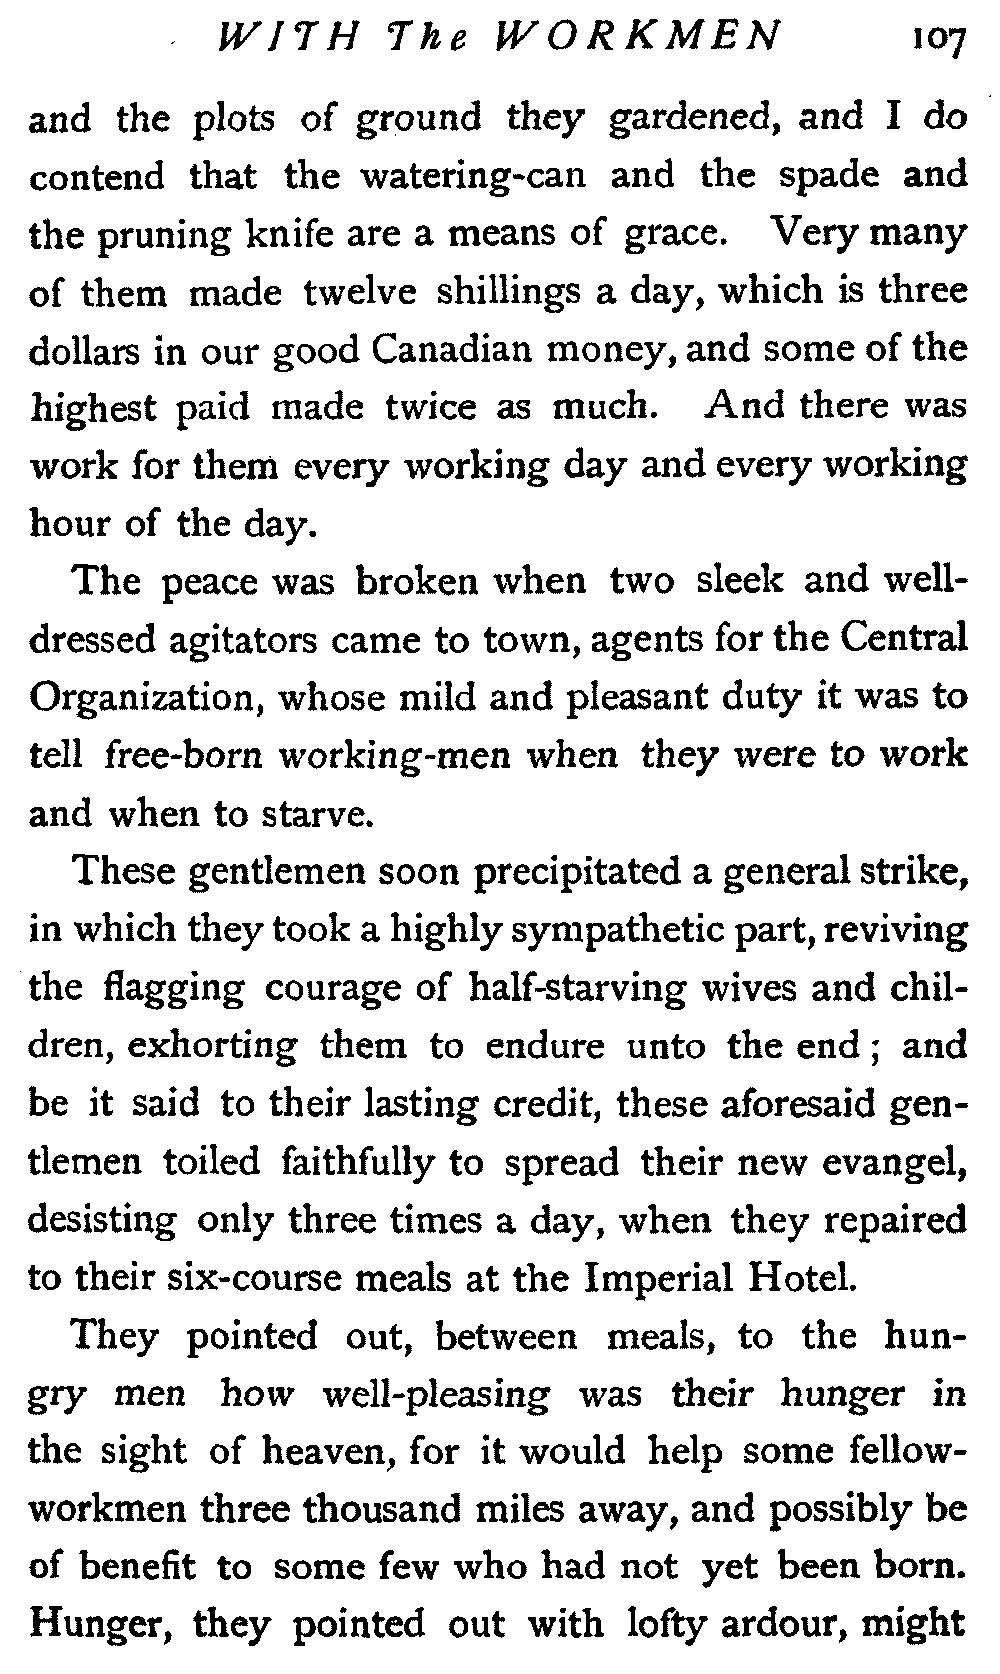 WITH The WORKMEN 107
and the plots of ground they gardened, and I do
contend that the watering-can and the spade and
the pruning knife are a means of grace. Very many
of them made twelve shillings a day, which is three
dollars in our good Canadian money, and some of the
highest paid made twice as much. And there was
work for them every working day and every working
hour of the day.
The peace was broken when two sleek and well-
dressed agitators came to town, agents for the Central
Organization, whose mild and pleasant duty it was to
tell free-born working-men when they were to work
and when to starve.
These gentlemen soon precipitated a general strike,
in which they took a highly sympathetic part, reviving
the flagging courage of half-starving wives and chil-
dren, exhorting them to endure unto the end; and
be it said to their lasting credit, these aforesaid gen-
tlemen toiled faithfully to spread their new evangel,
desisting only three times a day, when they repaired
to their six-course meals at the Imperial Hotel.
They pointed out, between meals, to the hun-
gry men how well-pleasing was their hunger in
the sight of heaven, for it would help some fellow-
workmen three thousand miles away, and possibly be
of benefit to some few who had not yet been born.
Hunger, they pointed out with lofty ardour, might